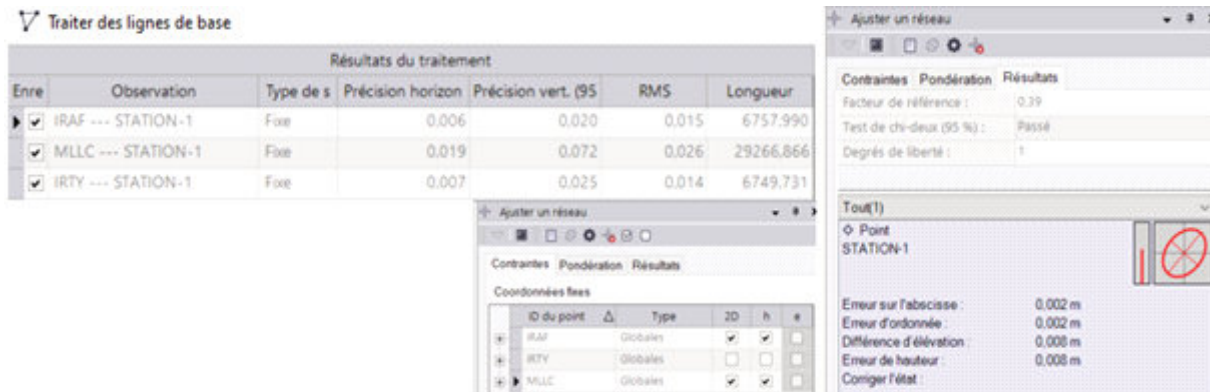 Traiter des lignes de base
Résultats du traitement
Enre Observation Type de s Précision horizon Précision vert. (95 RMS Longueur
IRAF --- STATION-1 Fixe 0,006 0,020 0,015 6757,990
MLLC --- STATION-1 Fixe 0,019 0,072 0,026 29266,866
IRTY --- STATION-1 Fixe 0,007 0,025 0,014 6749,731
Ajuster un réseau
Contraintes Pondération Résultats
Coordonnées fixes
ID du point Type 2D h e
IRAF Globales
IRTY Globales
MLLC Globales
Ajuster un réseau
Contraintes Pondération Résultats
Facteur de référence : 0,39
Test de chi-deux (95 %) : Passé
Degrés de liberté : 1
Tout(1)
Point
STATION-1
Erreur sur l'abscisse : 0,002 m
Erreur d'ordonnée : 0,002 m
Différence d'élévation : 0,008 m
Erreur de hauteur : 0,008 m
Corriger l'état :